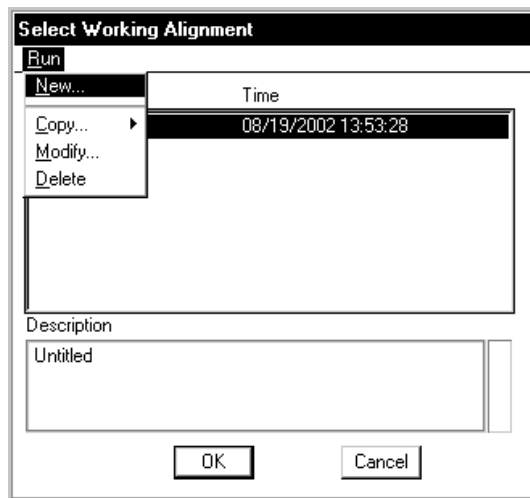 Select Working Alignment
Run
New...
Time
Copy...
08/19/2002 13:53:28
Modify...
Delete
Description
Untitled
OK
Cancel